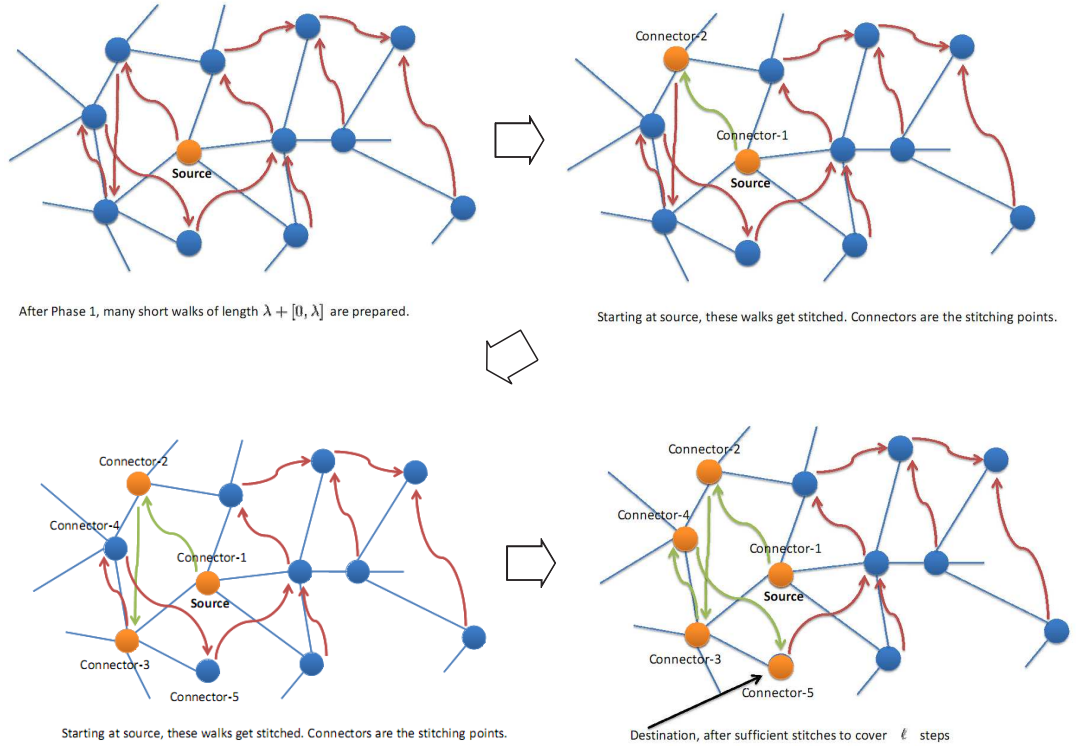 Source
After Phase 1, many short walks of length λ + [0, λ] are prepared.
Connector-2
Connector-1
Source
Starting at source, these walks get stitched. Connectors are the stitching points.
Connector-2
Connector-4
Connector-1
Source
Connector-3
Connector-5
Starting at source, these walks get stitched. Connectors are the stitching points.
Connector-2
Connector-4
Connector-1
Source
Connector-3
Connector-5
Destination, after sufficient stitches to cover ℓ steps